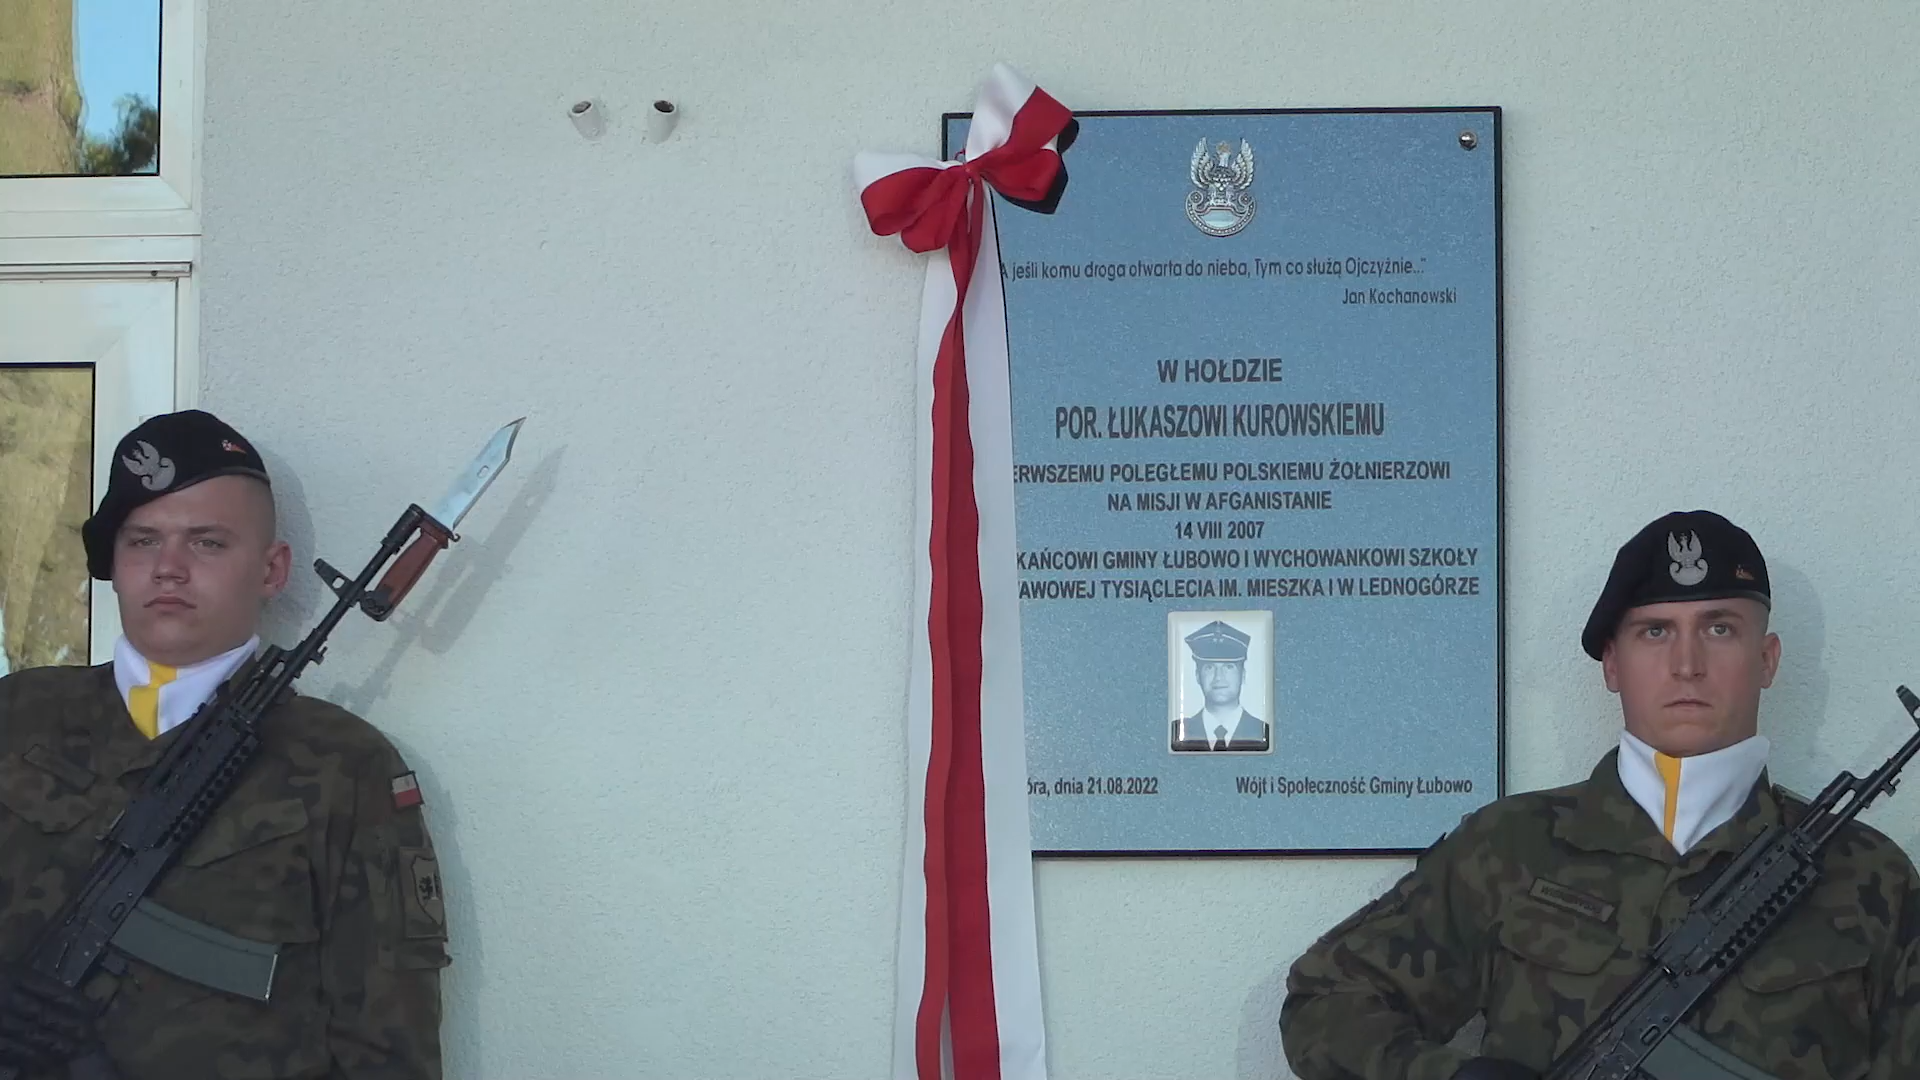 A jeśli komu droga otwarta do nieba, Tym co służą Ojczyźnie..."
Jan Kochanowski
W HOŁDZIE
POR. ŁUKASZOWI KUROWSKIEMU
ERWSZEMU POLEGŁEMU POLSKIEMU ŻOŁNIERZOWI
NA MISJI W AFGANISTANIE
14 VIII 2007
KAŃCOWI GMINY ŁUBOWO I WYCHOWANKOWI SZKOŁY
AWOWEJ TYSIĄCLECIA IM. MIESZKA I W LEDNOGÓRZE
óra, dnia 21.08.2022 Wójt i Społeczność Gminy Łubowo